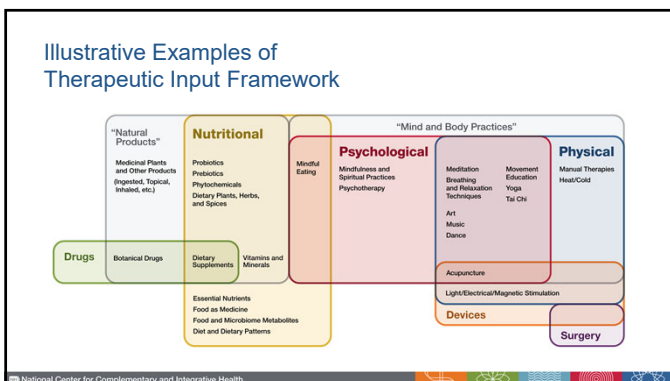 Illustrative Examples of
Therapeutic Input Framework
"Natural
Products"
Medicinal Plants
and Other Products
(Ingested, Topical,
Inhaled, etc.)
Nutritional
Probiotics
Prebiotics
Phytochemicals
Dietary Plants, Herbs,
and Spices
"Mind and Body Practices"
Mindful
Eating
Psychological
Mindfulness and
Spiritual Practices
Psychotherapy
Meditation
Breathing
and Relaxation
Techniques
Art
Music
Dance
Movement
Education
Yoga
Tai Chi
Physical
Manual Therapies
Heat/Cold
Drugs
Botanical Drugs
Dietary
Supplements
Vitamins and
Minerals
Acupuncture
Light/Electrical/Magnetic Stimulation
Devices
Surgery
Essential Nutrients
Food as Medicine
Food and Microbiome Metabolites
Diet and Dietary Patterns
National Center for Complementary and Integrative Health